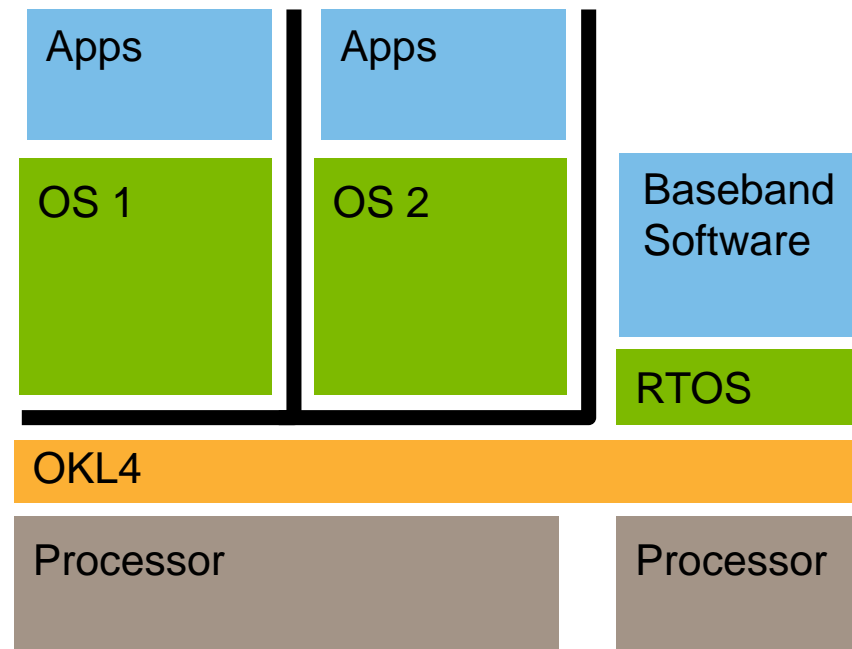 Apps
Apps
OS 1
OS 2
Baseband
Software
RTOS
OKL4
Processor
Processor